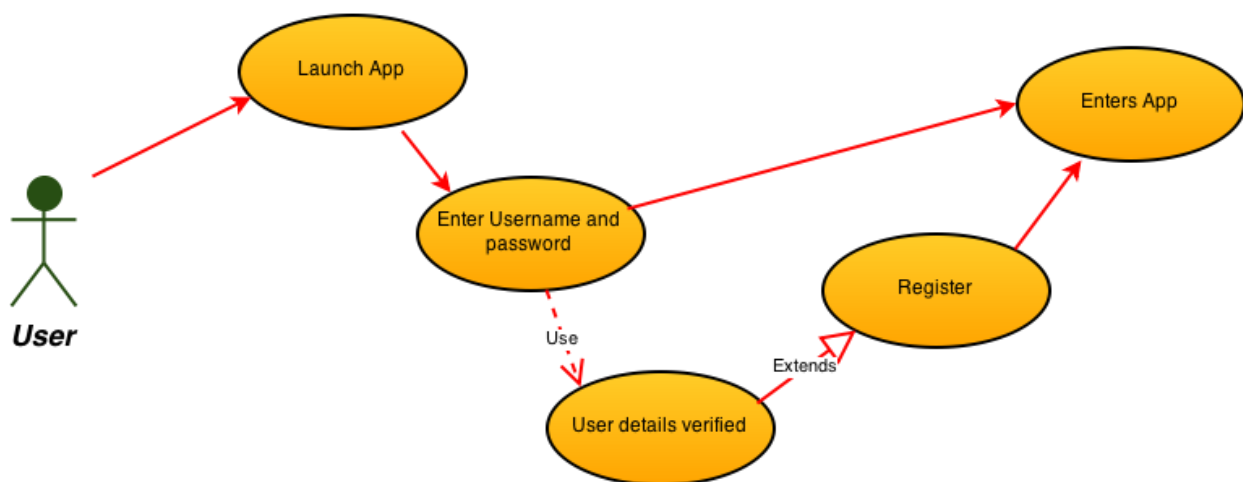 Launch App
Enters App
Enter Username and
password
Register
User
Use
Extends
User details verified